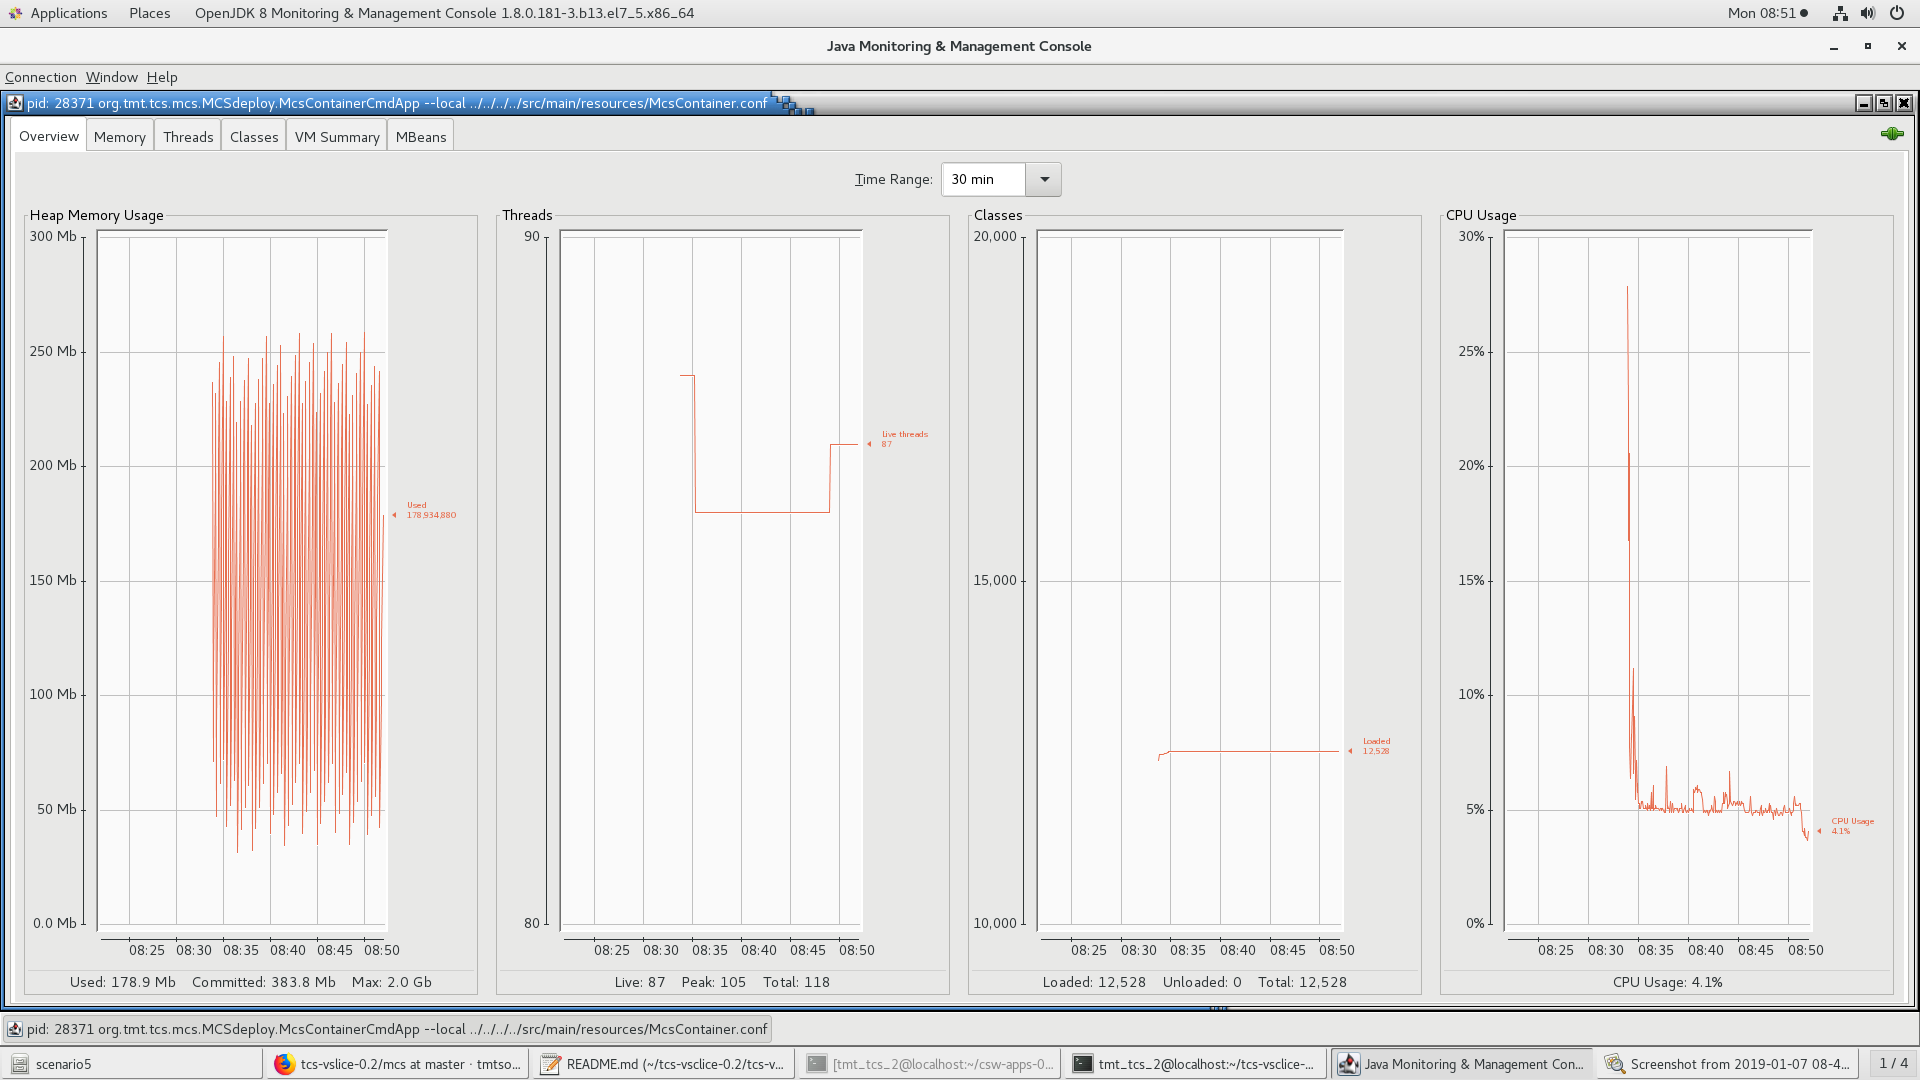 Applications Places OpenJDK 8 Monitoring & Management Console 1.8.0.181-3.b13.el7_5.x86_64 Mon 08:51
Java Monitoring & Management Console
Connection Window Help
pid: 28371 org.tmt.tcs.mcs.MCSdeploy.McsContainerCmdApp --local ../../../../src/main/resources/McsContainer.conf
Overview Memory Threads Classes VM Summary MBeans
Time Range: 30 min
Heap Memory Usage
300 Mb
250 Mb
200 Mb
150 Mb
100 Mb
50 Mb
0.0 Mb
Used
178,934,880
08:25 08:30 08:35 08:40 08:45 08:50
Used: 178.9 Mb Committed: 383.8 Mb Max: 2.0 Gb
Threads
90
80
Live threads
87
08:25 08:30 08:35 08:40 08:45 08:50
Live: 87 Peak: 105 Total: 118
Classes
20,000
15,000
10,000
Loaded
12,528
08:25 08:30 08:35 08:40 08:45 08:50
Loaded: 12,528 Unloaded: 0 Total: 12,528
CPU Usage
30%
25%
20%
15%
10%
5%
0%
CPU Usage
4.1%
08:25 08:30 08:35 08:40 08:45 08:50
CPU Usage: 4.1%
pid: 28371 org.tmt.tcs.mcs.MCSdeploy.McsContainerCmdApp --local ../../../../src/main/resources/McsContainer.conf
scenario5
tcs-vslice-0.2/mcs at master · tmtso...
README.md (~/tcs-vsclice-0.2/tcs-v...
[tmt_tcs_2@localhost:~/csw-apps-0...
tmt_tcs_2@localhost:~/tcs-vsclice-...
Java Monitoring & Management Con...
Screenshot from 2019-01-07 08-4...
1 / 4